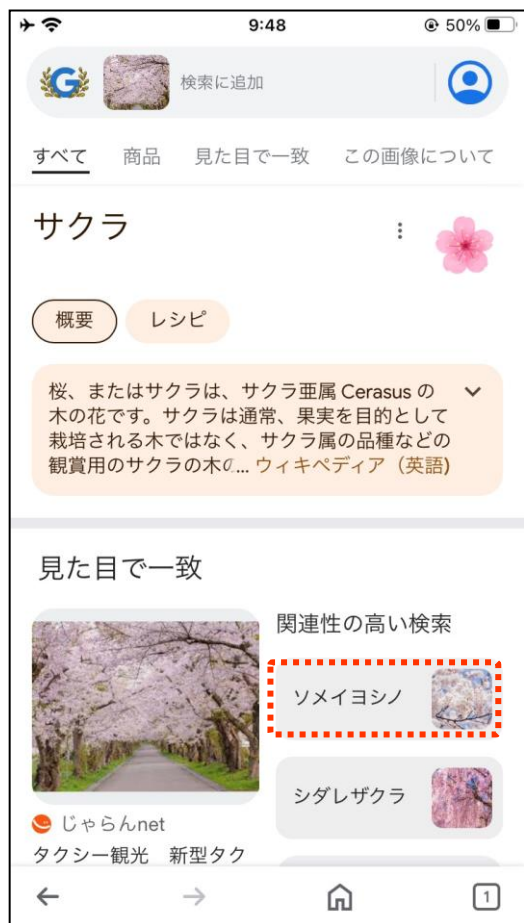 9:48
50%
G
検索に追加
すべて 商品 見た目で一致 この画像について
サクラ
概要 レシピ
桜、またはサクラは、サクラ亜属 Cerasus の
木の花です。サクラは通常、果実を目的として
栽培される木ではなく、サクラ属の品種などの
観賞用のサクラの木の... ウィキペディア（英語)
見た目で一致
関連性の高い検索
ソメイヨシノ
シダレザクラ
じゃらんnet
タクシー観光 新型タク
1